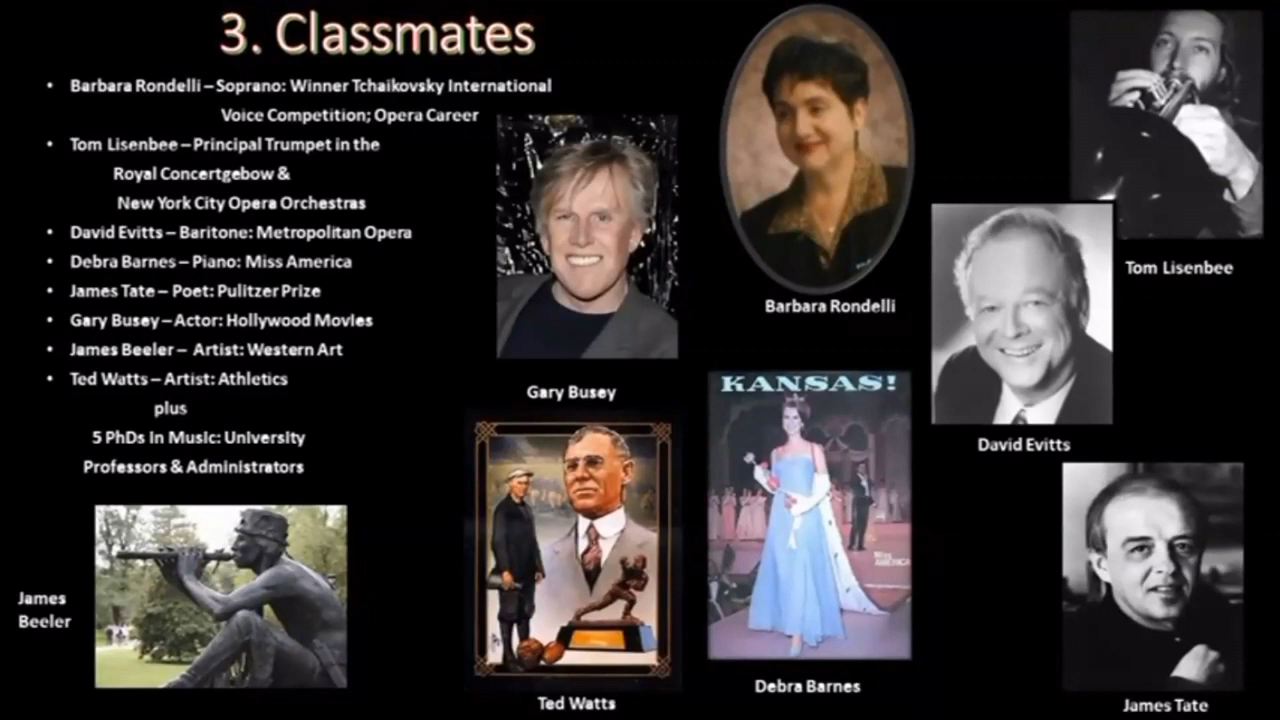 3. Classmates
• Barbara Rondelli – Soprano: Winner Tchaikovsky International
Voice Competition; Opera Career
• Tom Lisenbee – Principal Trumpet in the
Royal Concertgebow &
New York City Opera Orchestras
• David Evitts – Baritone: Metropolitan Opera
• Debra Barnes – Piano: Miss America
• James Tate – Poet: Pulitzer Prize
• Gary Busey – Actor: Hollywood Movies
• James Beeler – Artist: Western Art
• Ted Watts – Artist: Athletics
plus
5 PhDs in Music: University
Professors & Administrators
Gary Busey
Barbara Rondelli
Tom Lisenbee
David Evitts
KANSAS!
Miss
AMERICA
James
Beeler
Ted Watts
Debra Barnes
James Tate